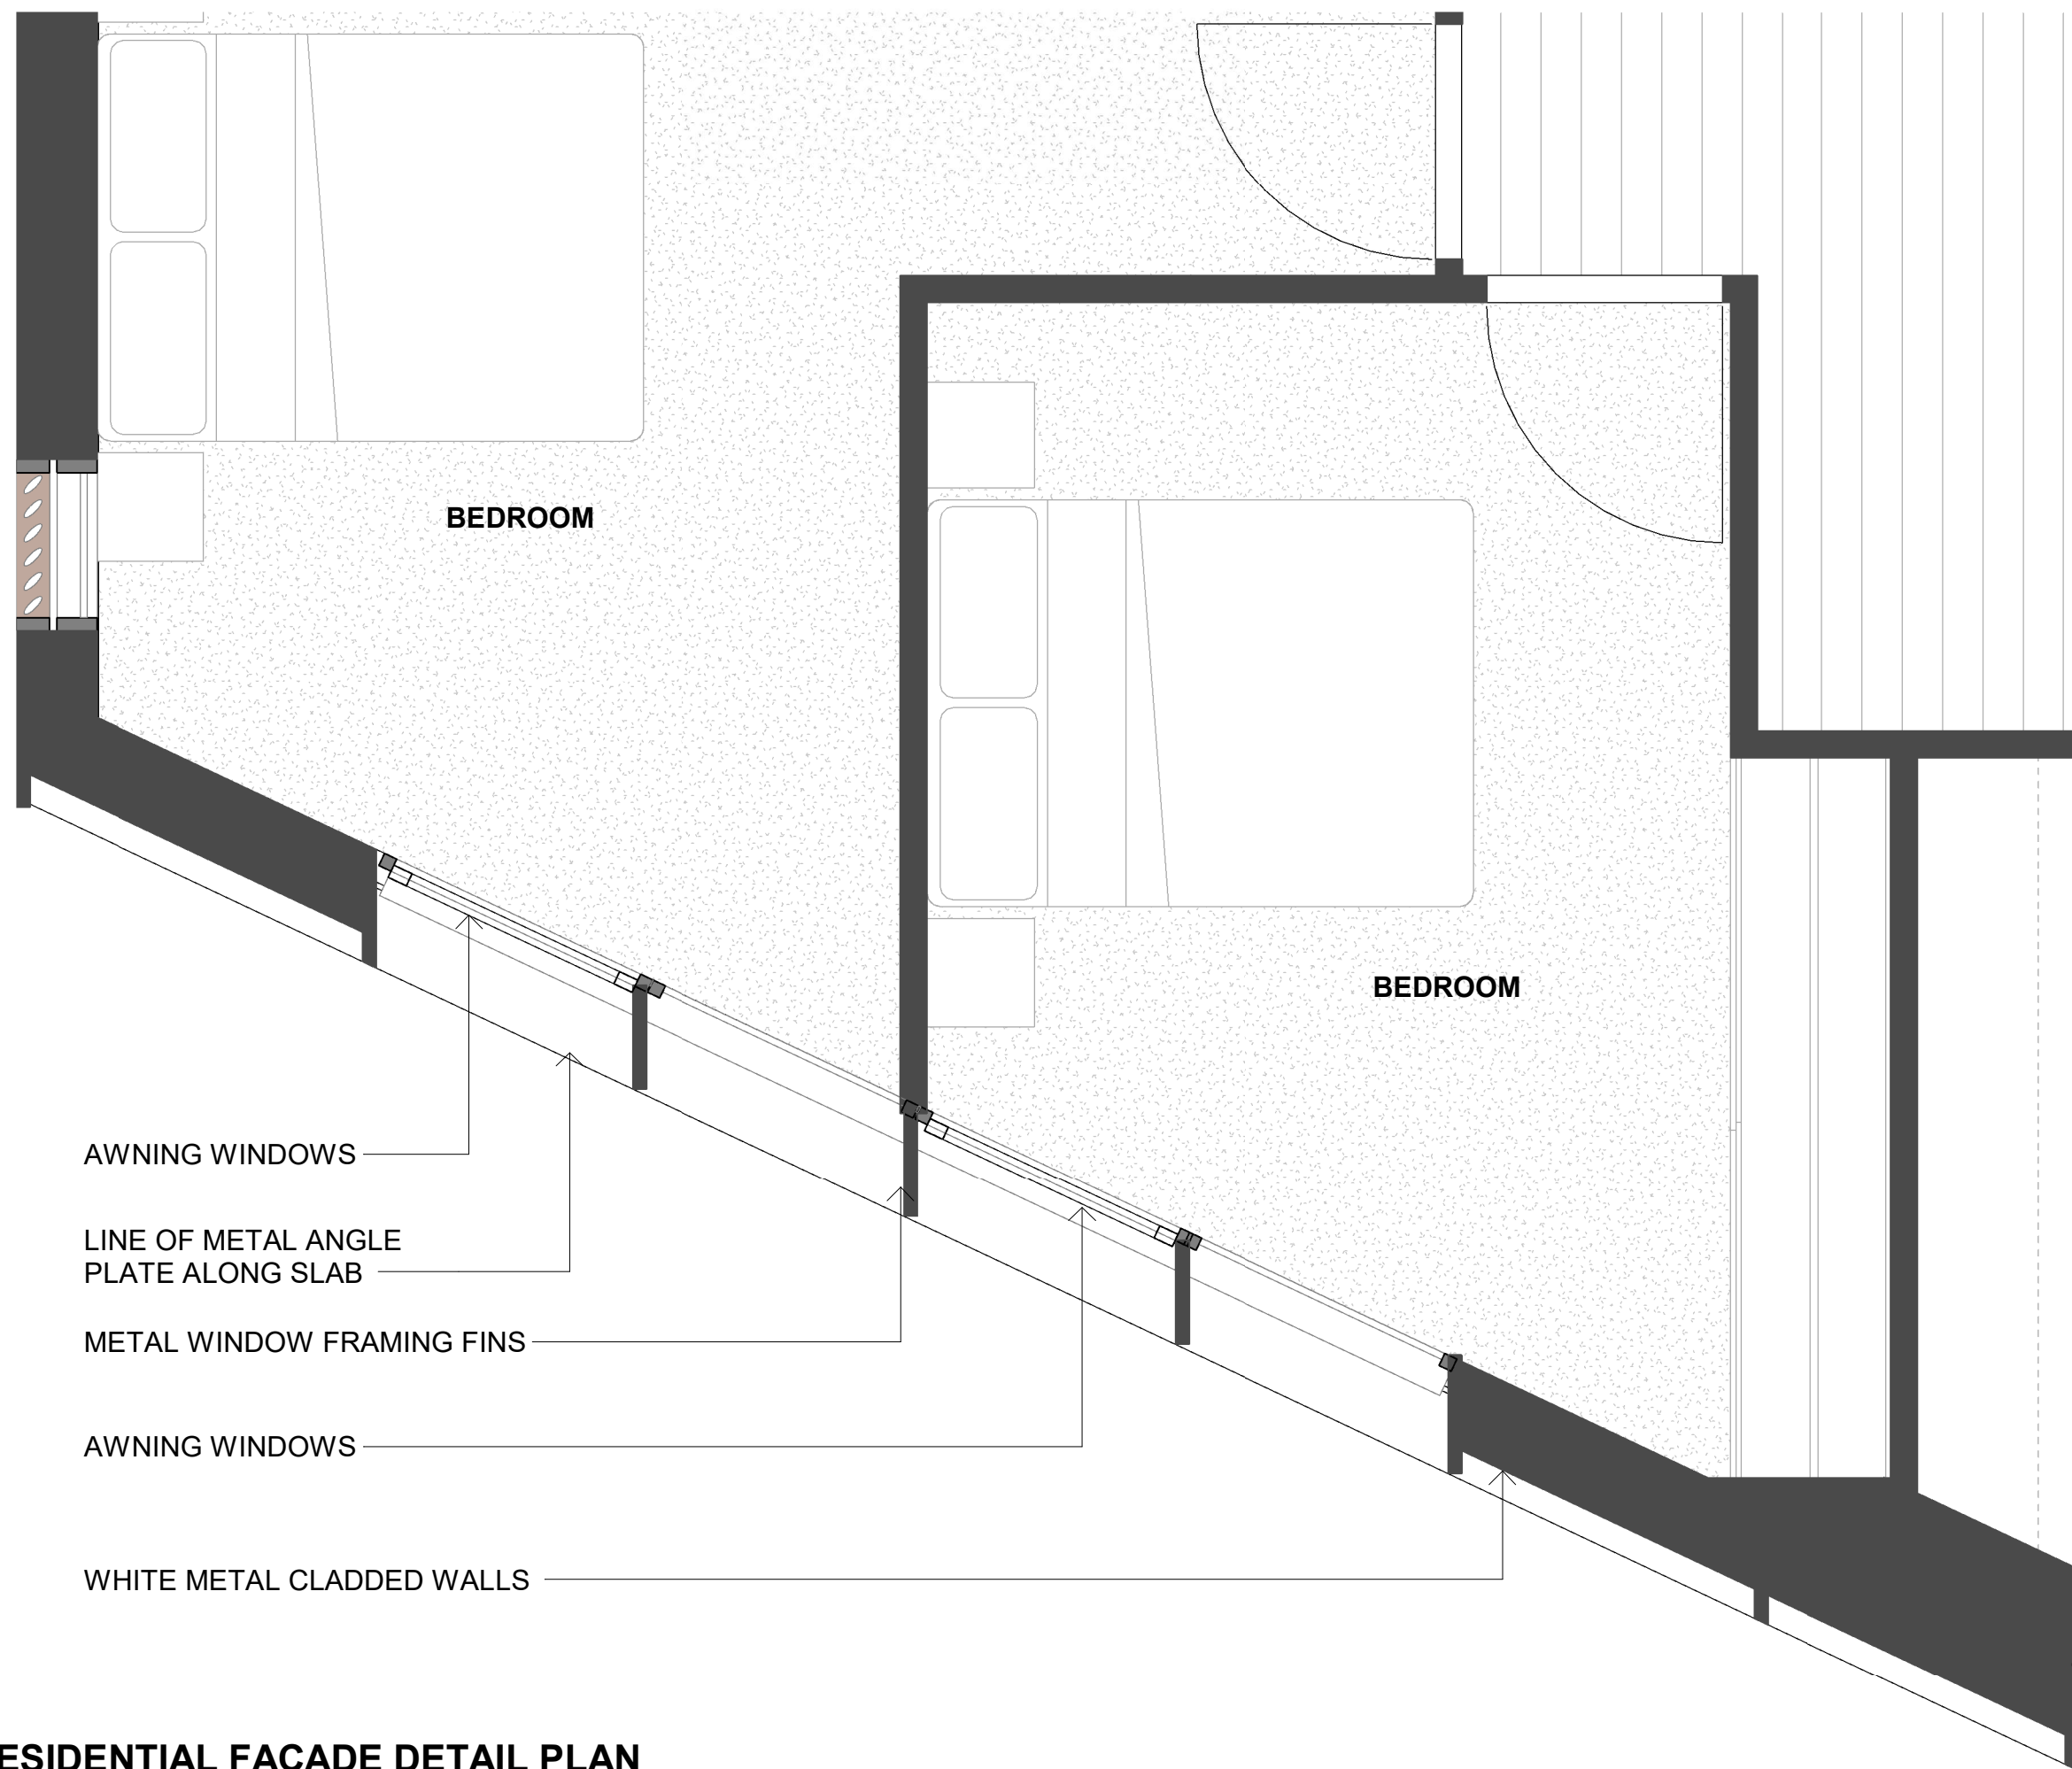 BEDROOM
BEDROOM
AWNING WINDOWS
LINE OF METAL ANGLE
PLATE ALONG SLAB
METAL WINDOW FRAMING FINS
AWNING WINDOWS
WHITE METAL CLADDED WALLS
ESIDENTIAL FACADE DETAIL PLAN